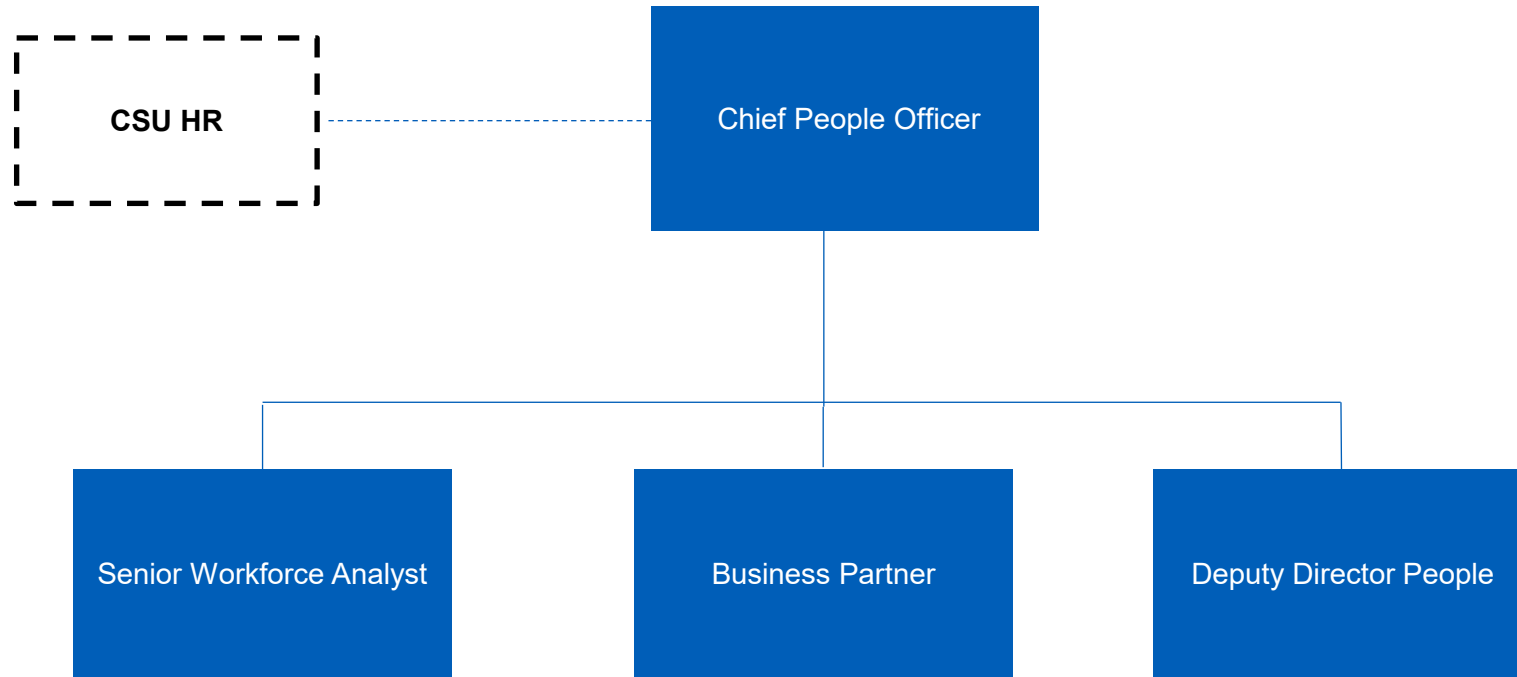 CSU HR
Chief People Officer
Senior Workforce Analyst
Business Partner
Deputy Director People